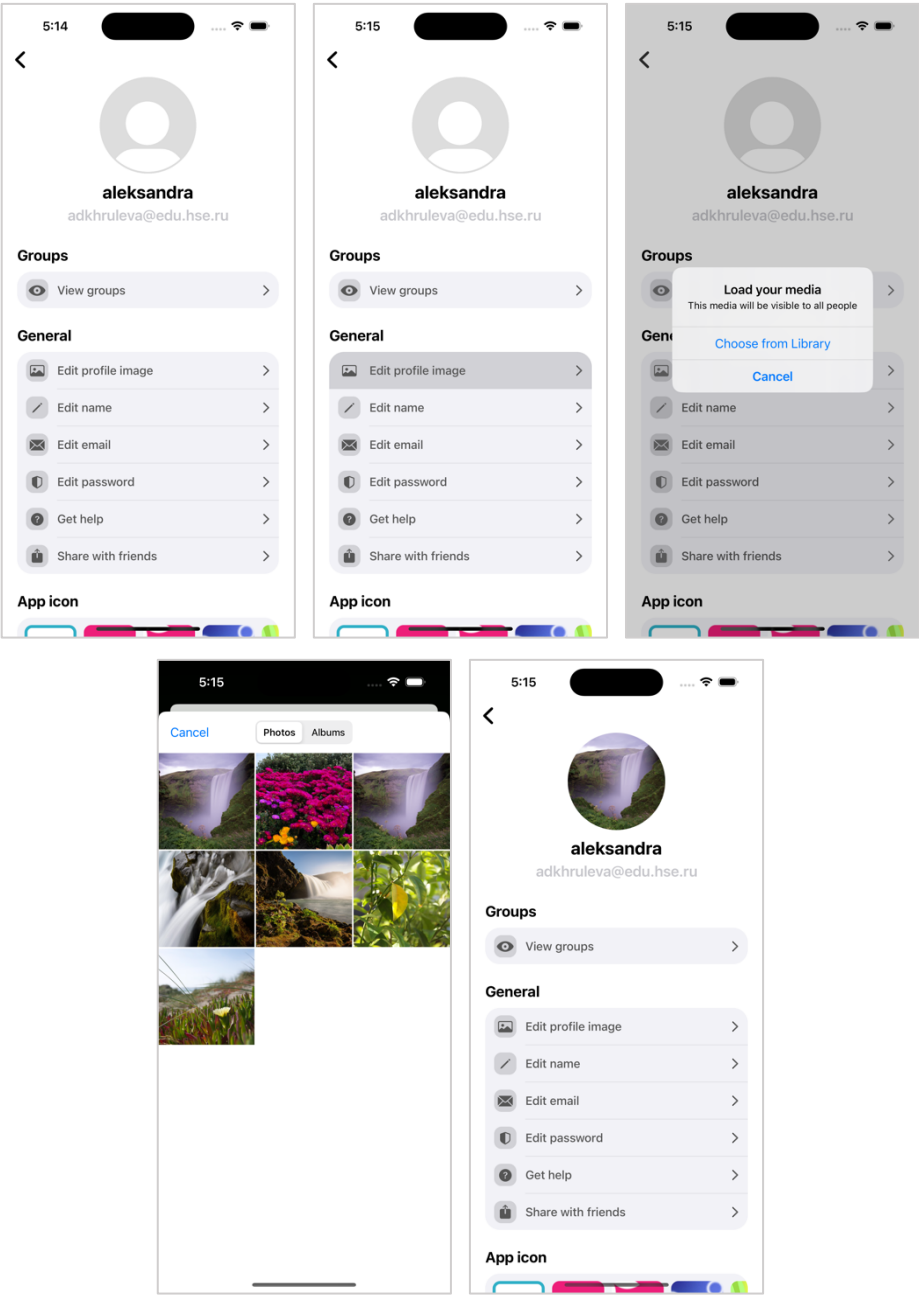 5:14
aleksandra
adkhruleva@edu.hse.ru
Groups
View groups
General
Edit profile image
Edit name
Edit email
Edit password
Get help
Share with friends
App icon
5:15
aleksandra
adkhruleva@edu.hse.ru
Groups
View groups
General
Edit profile image
Edit name
Edit email
Edit password
Get help
Share with friends
App icon
5:15
aleksandra
adkhruleva@edu.hse.ru
Groups
Load your media
This media will be visible to all people
Choose from Library
Cancel
Gene
Edit name
Edit email
Edit password
Get help
Share with friends
App icon
5:15
Cancel
Photos Albums
5:15
aleksandra
adkhruleva@edu.hse.ru
Groups
View groups
General
Edit profile image
Edit name
Edit email
Edit password
Get help
Share with friends
App icon